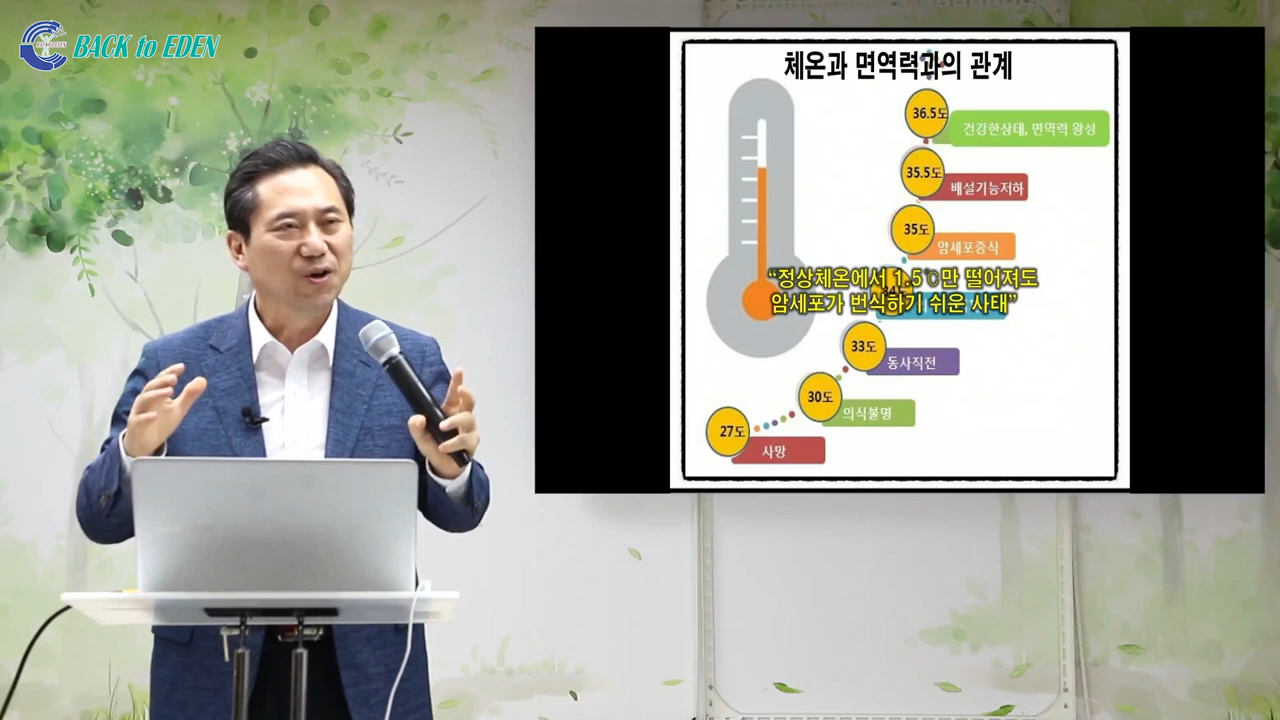 BACK to EDEN
체온과 면역력과의 관계
36.5도
건강한상태, 면역력 왕성
35.5도
배설기능저하
35도
암세포증식
“정상체온에서 1.5℃만 떨어져도
암세포가 번식하기 쉬운 사태”
33도
동사직전
30도
의식불명
27도
사망